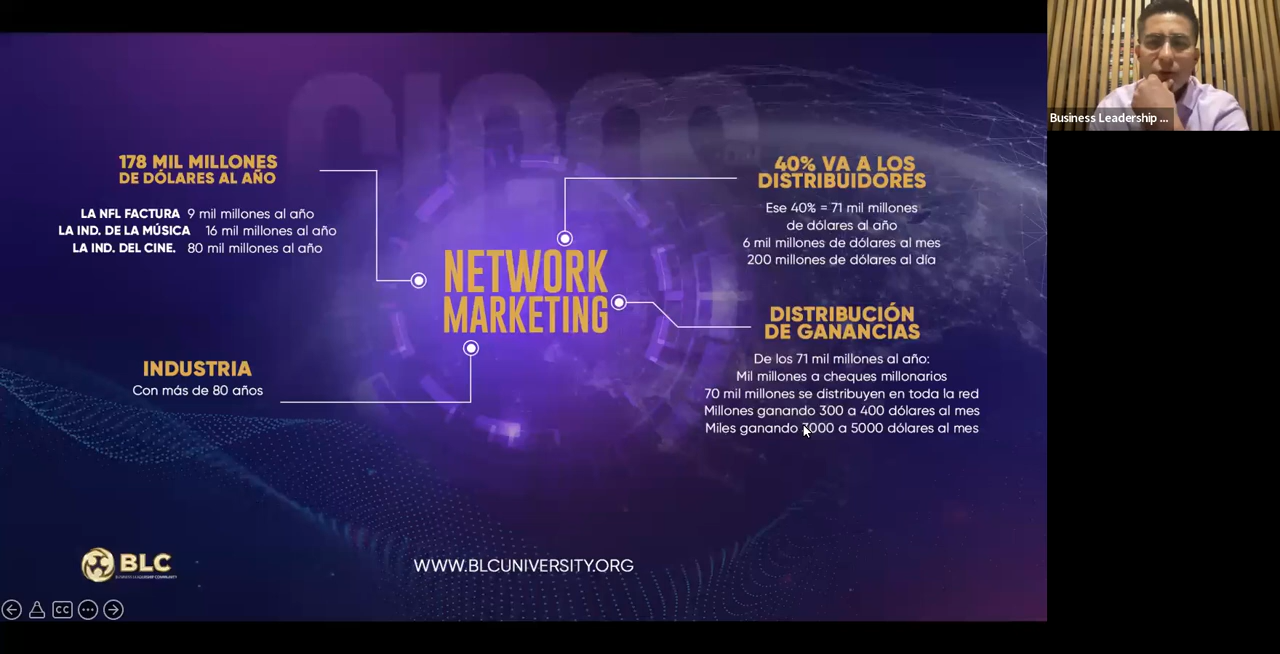 Business Leadership ...
178 MIL MILLONES
DE DÓLARES AL AÑO
LA NFL FACTURA 9 mil millones al año
LA IND. DE LA MÚSICA 16 mil millones al año
LA IND. DEL CINE. 80 mil millones al año
INDUSTRIA
Con más de 80 años
NETWORK
MARKETING
40% VA A LOS
DISTRIBUIDORES
Ese 40% = 71 mil millones
de dólares al año
6 mil millones de dólares al mes
200 millones de dólares al día
DISTRIBUCIÓN
DE GANANCIAS
De los 71 mil millones al año:
Mil millones a cheques millonarios
70 mil millones se distribuyen en toda la red
Millones ganando 300 a 400 dólares al mes
Miles ganando 3000 a 5000 dólares al mes
BLC
BUSINESS LEADERSHIP COMMUNITY
WWW.BLCUNIVERSITY.ORG
CC